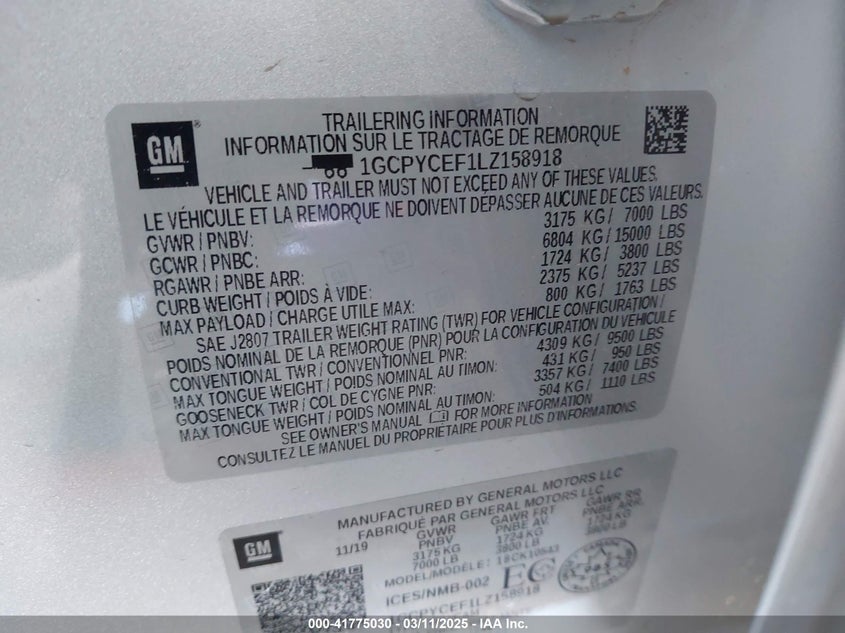 GM
TRAILERING INFORMATION
INFORMATION SUR LE TRACTAGE DE REMORQUE
1GCPYCEF1LZ158918
VEHICLE AND TRAILER MUST NOT EXCEED ANY OF THESE VALUES.
LE VÉHICULE ET LA REMORQUE NE DOIVENT DÉPASSER AUCUNE DE CES VALEURS.
GVWR / PNBV: 3175 KG / 7000 LBS
GCWR / PNBC: 6804 KG / 15000 LBS
RGAWR / PNBE ARR: 1724 KG / 3800 LBS
CURB WEIGHT / POIDS À VIDE: 2375 KG / 5237 LBS
MAX PAYLOAD / CHARGE UTILE MAX: 800 KG / 1763 LBS
SAE J2807 TRAILER WEIGHT RATING (TWR) FOR VEHICLE CONFIGURATION /
POIDS NOMINAL DE LA REMORQUE (PNR) POUR LA CONFIGURATION DU VÉHICULE
CONVENTIONAL TWR / CONVENTIONNEL PNR: 4309 KG / 9500 LBS
MAX TONGUE WEIGHT / POIDS NOMINAL AU TIMON: 431 KG / 950 LBS
GOOSENECK TWR / COL DE CYGNE PNR: 3357 KG / 7400 LBS
MAX TONGUE WEIGHT / POIDS NOMINAL AU TIMON: 504 KG / 1110 LBS
SEE OWNER'S MANUAL FOR MORE INFORMATION
CONSULTEZ LE MANUEL DU PROPRIÉTAIRE POUR PLUS D'INFORMATIONS.
GM
MANUFACTURED BY GENERAL MOTORS LLC
FABRIQUÉ PAR GENERAL MOTORS LLC
11/19 GVWR GAWR FRT GAWR RR
PNBV PNBE AV. PNBE ARR.
3175 KG 1724 KG 1724 KG
7000 LB 3800 LB 3800 LB
MODEL/MODÈLE: 18CK10543
ICES/NMB-002 EC
1GCPYCEF1LZ158918
000-41775030 - 03/11/2025 - IAA Inc.